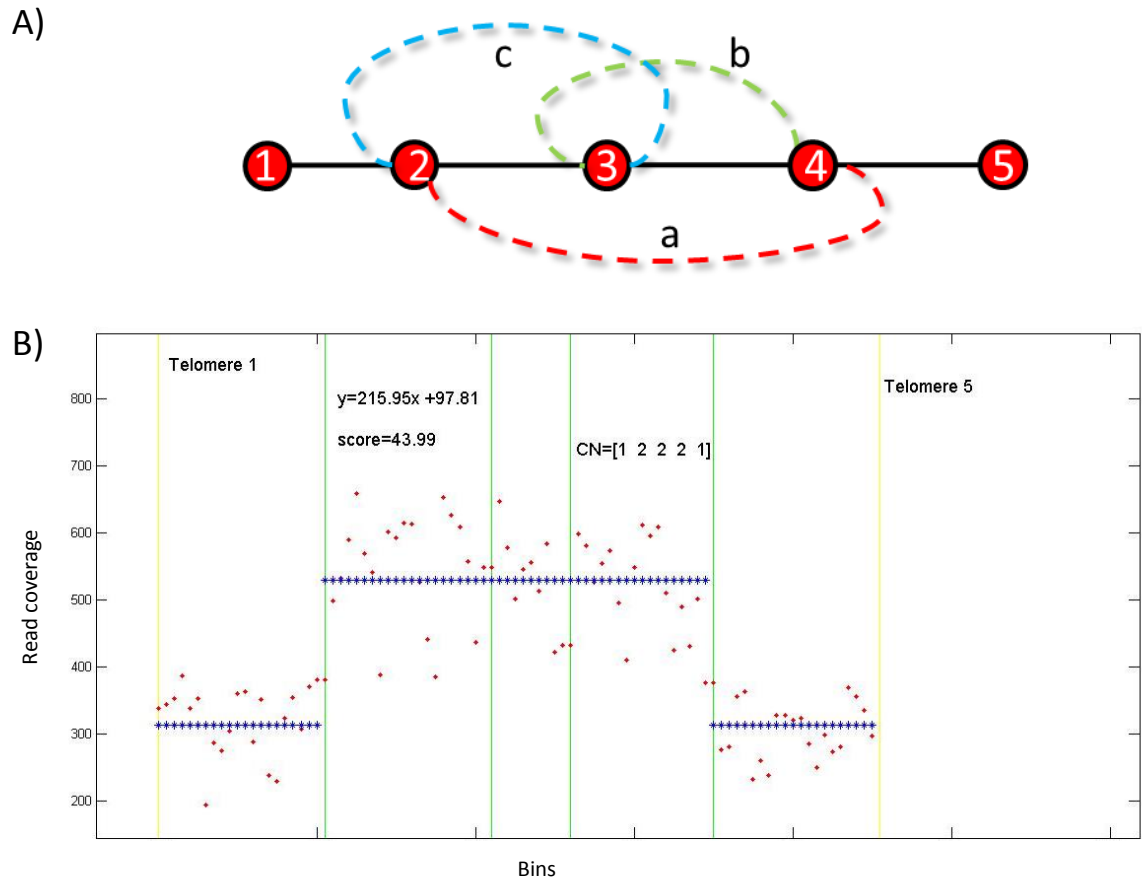 A)
c
b
1 2 3 4 5
a
B)
Telomere 1
Telomere 5
y=215.95x +97.81
score=43.99
CN=[1 2 2 2 1]
800
700
600
500
400
300
200
Read coverage
Bins